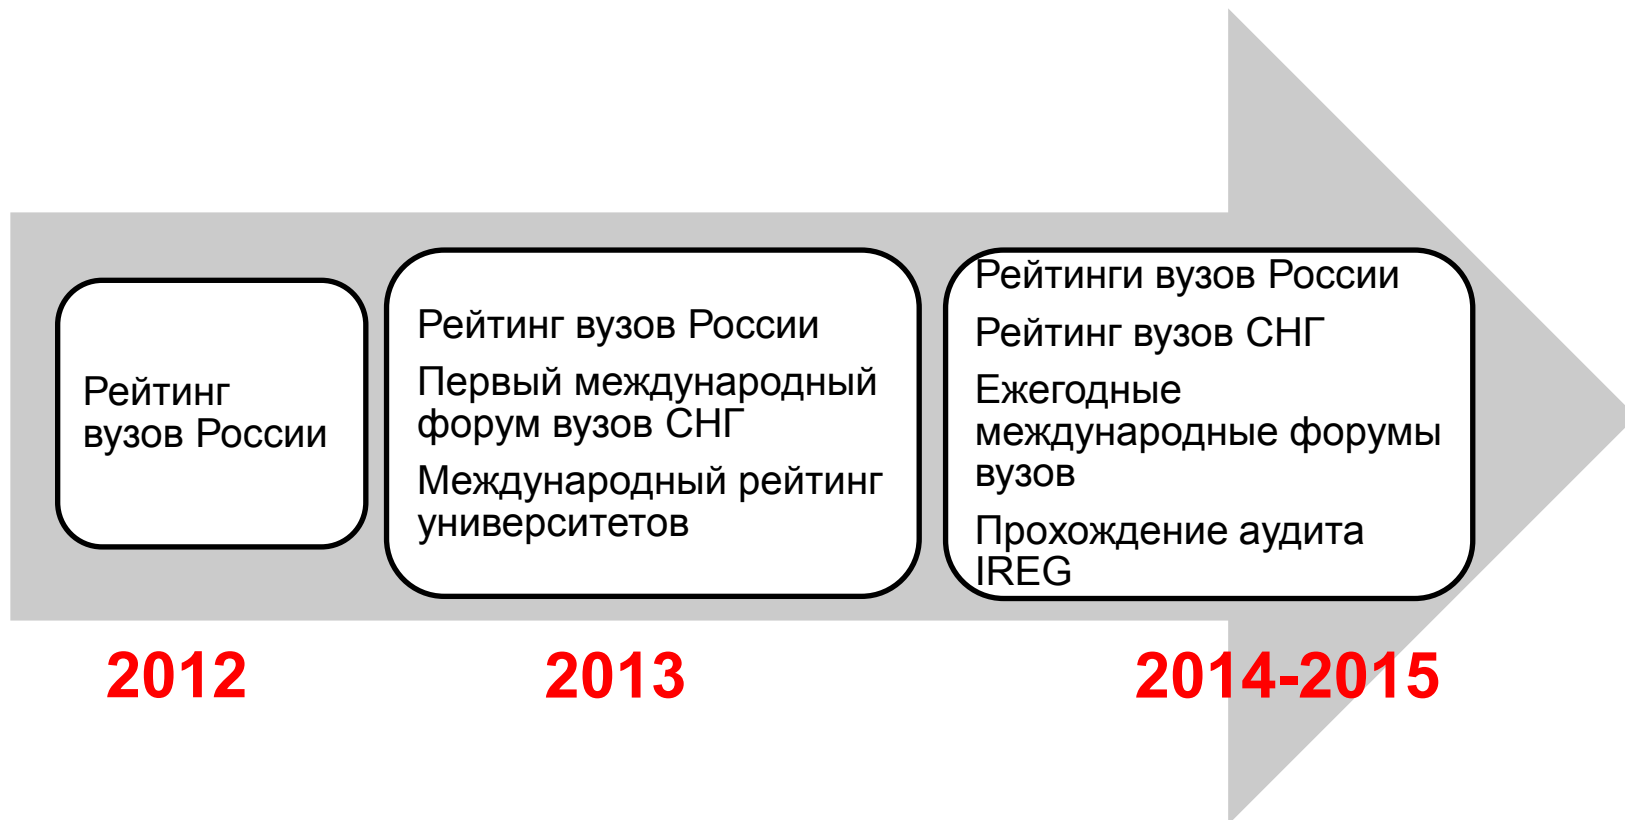 Рейтинг
вузов России
Рейтинг вузов России
Первый международный
форум вузов СНГ
Международный рейтинг
университетов
Рейтинги вузов России
Рейтинг вузов СНГ
Ежегодные
международные форумы
вузов
Прохождение аудита
IREG
2012
2013
2014-2015